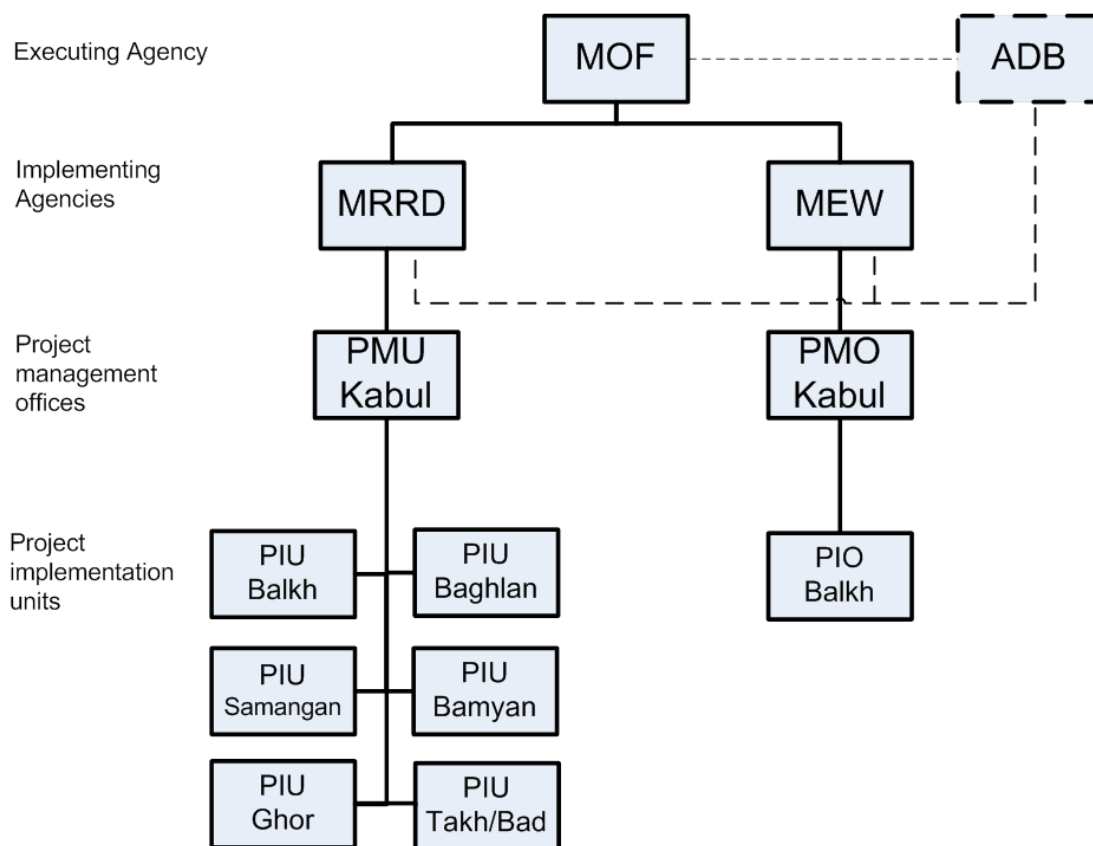 Executing Agency
MOF
ADB
Implementing
Agencies
MRRD
MEW
Project
management
offices
PMU
Kabul
PMO
Kabul
Project
implementation
units
PIU
Balkh
PIU
Baghlan
PIO
Balkh
PIU
Samangan
PIU
Bamyan
PIU
Ghor
PIU
Takh/Bad